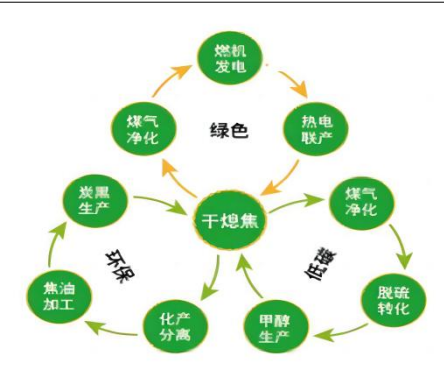 燃机
发电
煤气
净化
绿色
热电
联产
炭黑
生产
干熄焦
煤气
净化
环保
低碳
焦油
加工
化产
分离
甲醇
生产
脱硫
转化